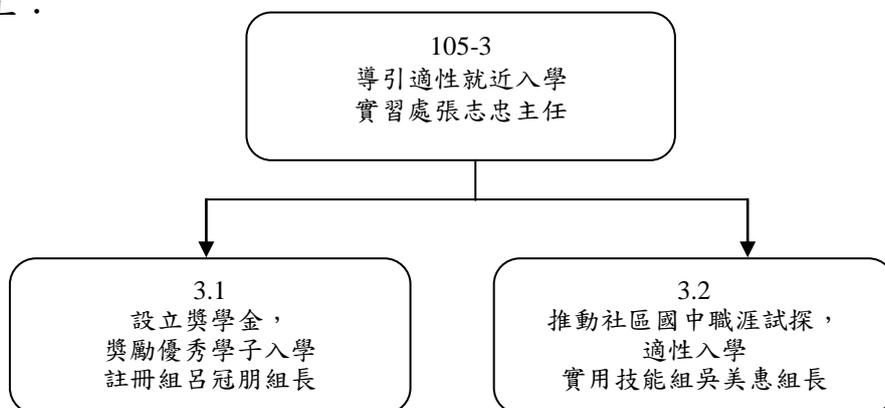 105-3
導引適性就近入學
實習處張志忠主任
3.1
設立獎學金，
獎勵優秀學子入學
註冊組呂冠朋組長
3.2
推動社區國中職涯試探，
適性入學
實用技能組吳美惠組長